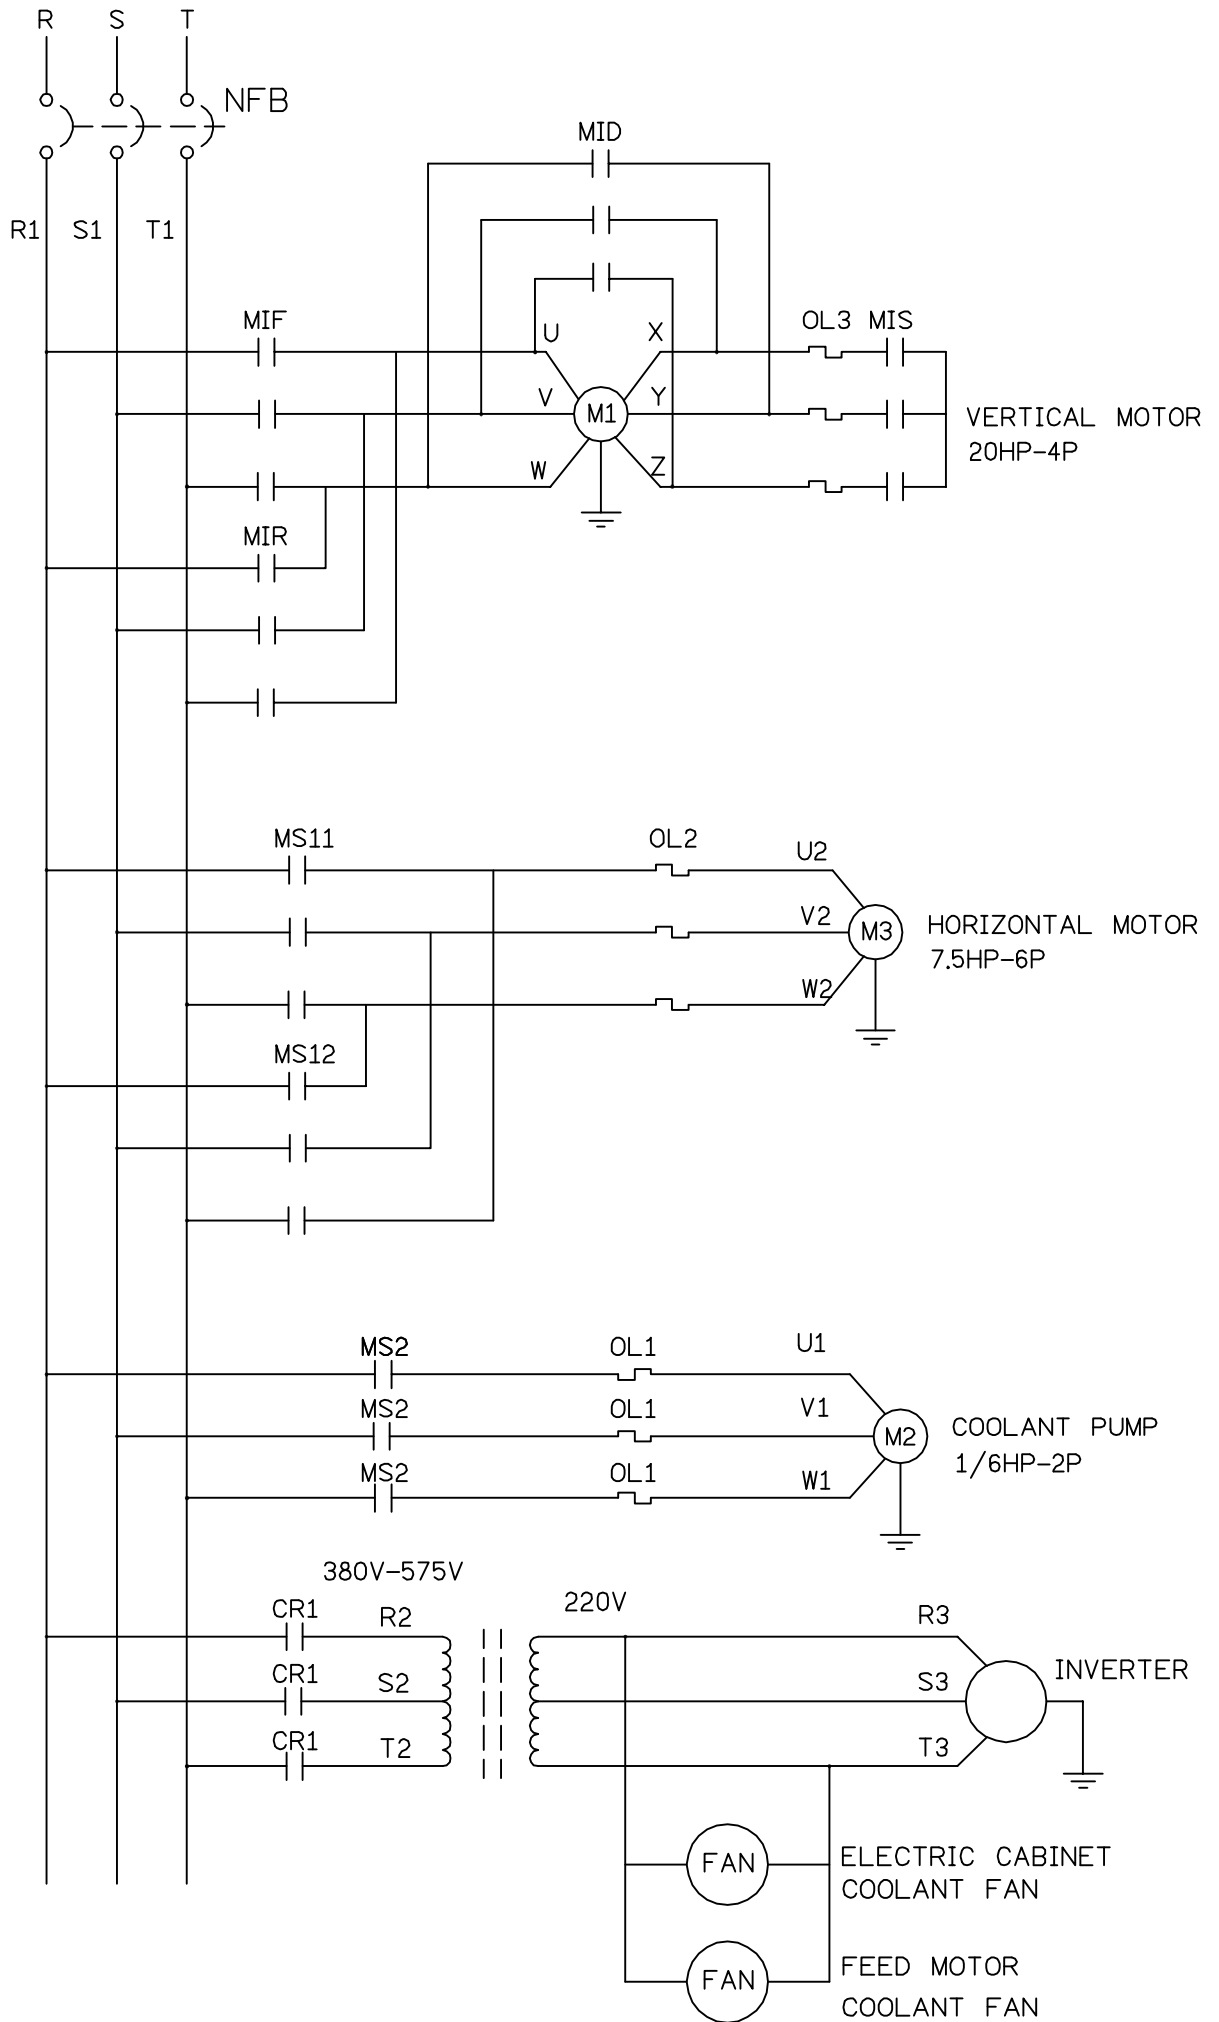 R S T
NFB
MID
R1 S1 T1
MIF U X OL3 MIS
V M1 Y VERTICAL MOTOR
20HP-4P
W Z
MIR
MS11 OL2 U2
V2 M3 HORIZONTAL MOTOR
7.5HP-6P
W2
MS12
MS2 OL1 U1
MS2 OL1 V1 M2 COOLANT PUMP
1/6HP-2P
MS2 OL1 W1
380V-575V
220V
CR1 R2 R3
CR1 S2 S3 INVERTER
CR1 T2 T3
FAN ELECTRIC CABINET
COOLANT FAN
FAN FEED MOTOR
COOLANT FAN